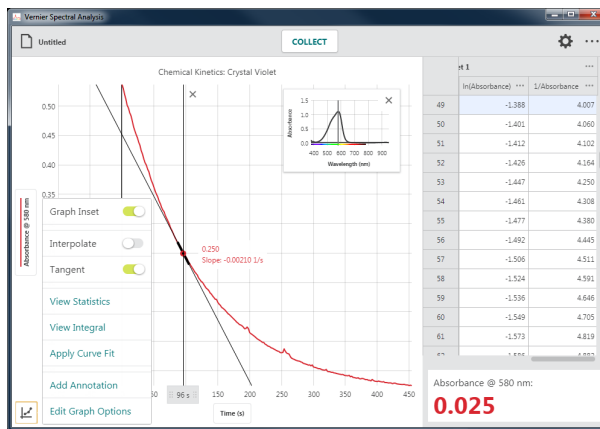 Vernier Spectral Analysis
Untitled
COLLECT
Chemical Kinetics: Crystal Violet
0.50
0.45
0.40
0.35
Absorbance @ 580 nm
1.5
1.0
0.5
0.0
Absorbance
400 500 600 700 800 900
Wavelength (nm)
0.250
Slope: -0.00210 1/s
Graph Inset
Interpolate
Tangent
View Statistics
View Integral
Apply Curve Fit
Add Annotation
Edit Graph Options
50
96 s
150 200 250 300 350 400 450
Time (s)
et 1
ln(Absorbance) 1/Absorbance
49 -1.388 4.007
50 -1.401 4.060
51 -1.412 4.102
52 -1.426 4.164
53 -1.447 4.250
54 -1.461 4.308
55 -1.477 4.380
56 -1.492 4.445
57 -1.506 4.511
58 -1.524 4.591
59 -1.536 4.646
60 -1.549 4.705
61 -1.573 4.819
Absorbance @ 580 nm:
0.025